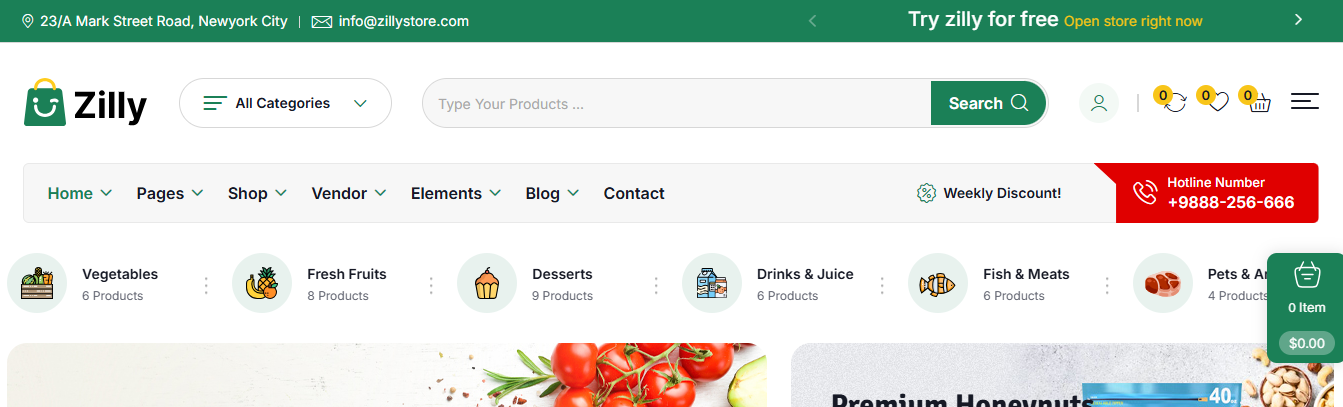 23/A Mark Street Road, Newyork City
info@zillystore.com
Try zilly for free Open store right now
Zilly
All Categories
Type Your Products ...
Search
0
0
0
Home
Pages
Shop
Vendor
Elements
Blog
Contact
Weekly Discount!
Hotline Number
+9888-256-666
Vegetables
6 Products
Fresh Fruits
8 Products
Desserts
9 Products
Drinks & Juice
6 Products
Fish & Meats
6 Products
Pets &
4 Products
0 Item
$0.00
Premium Honeynuts
40